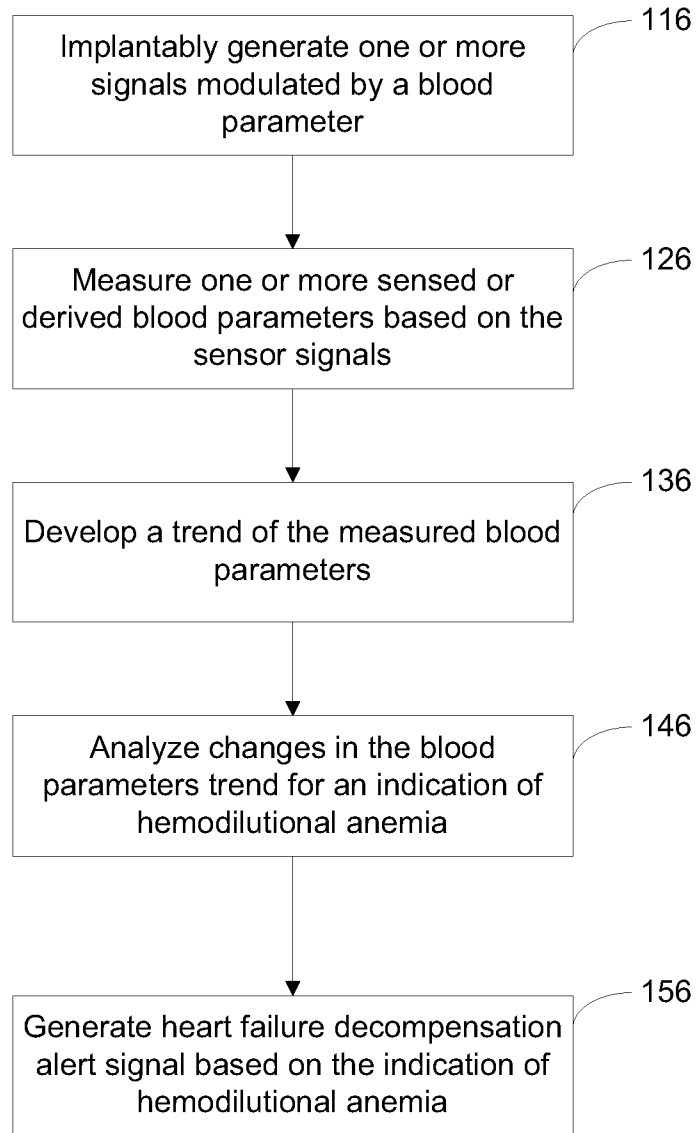 116
Implantably generate one or more
signals modulated by a blood
parameter
126
Measure one or more sensed or
derived blood parameters based on the
sensor signals
136
Develop a trend of the measured blood
parameters
146
Analyze changes in the blood
parameters trend for an indication of
hemodilutional anemia
156
Generate heart failure decompensation
alert signal based on the indication of
hemodilutional anemia